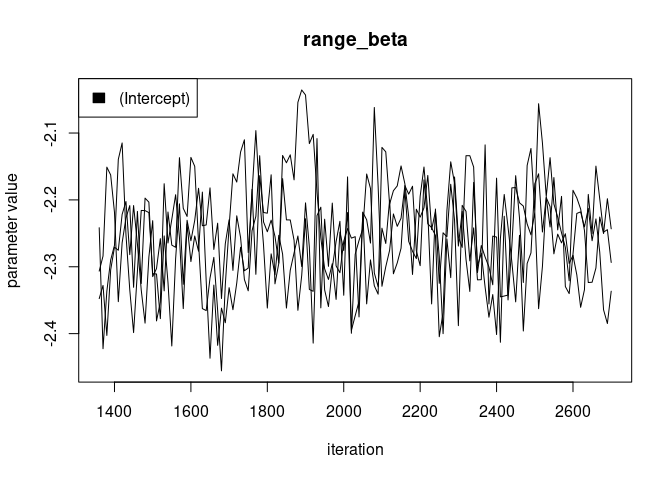 range_beta
(Intercept)
parameter value
-2.1
-2.2
-2.3
-2.4
1400 1600 1800 2000 2200 2400 2600
iteration